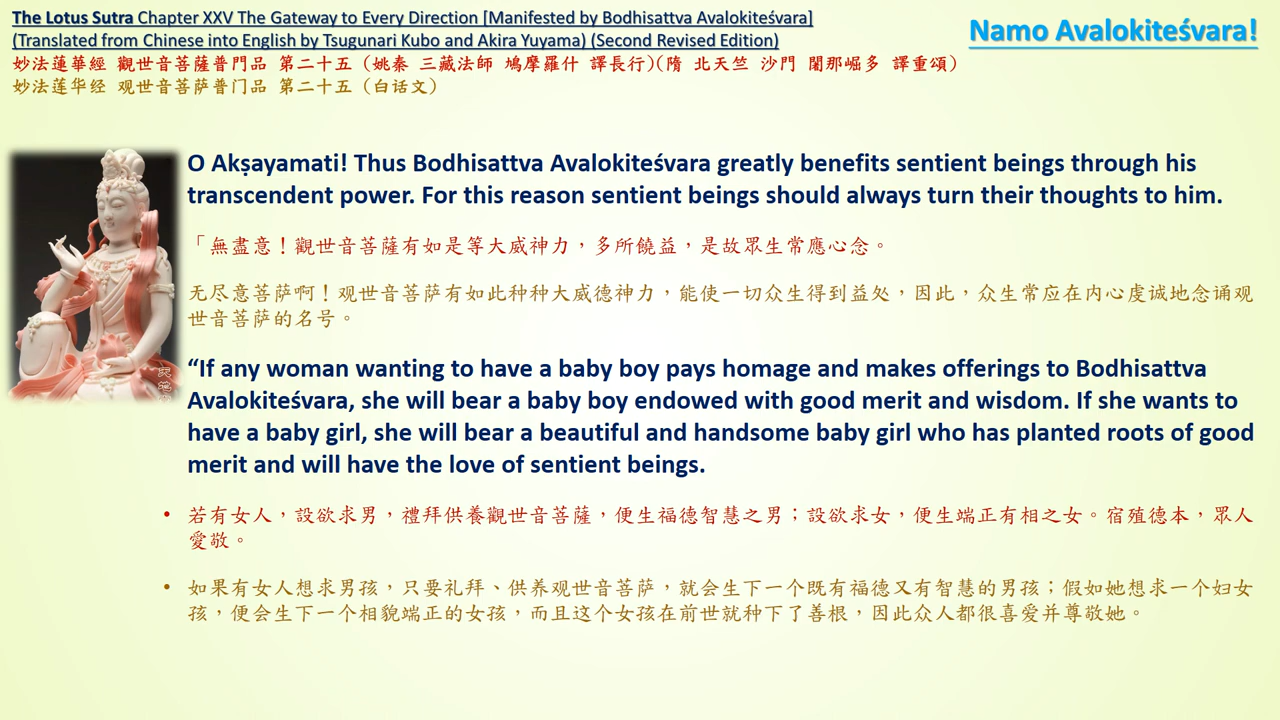 The Lotus Sutra Chapter XXV The Gateway to Every Direction [Manifested by Bodhisattva Avalokiteśvara]
(Translated from Chinese into English by Tsugunari Kubo and Akira Yuyama) (Second Revised Edition)
妙法蓮華經 觀世音菩薩普門品 第二十五 (姚秦 三藏法師 鳩摩羅什 譯長行)(隋 北天竺 沙門 闍那崛多 譯重頌)
妙法莲华经 观世音菩萨普门品 第二十五 (白话文)
Namo Avalokiteśvara!
O Akṣayamati! Thus Bodhisattva Avalokiteśvara greatly benefits sentient beings through his
transcendent power. For this reason sentient beings should always turn their thoughts to him.
「無盡意！觀世音菩薩有如是等大威神力，多所饒益，是故眾生常應心念。
无尽意菩萨啊！观世音菩萨有如此种种大威德神力，能使一切众生得到益处，因此，众生常应在内心虔诚地念诵观
世音菩萨的名号。
“If any woman wanting to have a baby boy pays homage and makes offerings to Bodhisattva
Avalokiteśvara, she will bear a baby boy endowed with good merit and wisdom. If she wants to
have a baby girl, she will bear a beautiful and handsome baby girl who has planted roots of good
merit and will have the love of sentient beings.
• 若有女人，設欲求男，禮拜供養觀世音菩薩，便生福德智慧之男；設欲求女，便生端正有相之女。宿殖德本，眾人
愛敬。
• 如果有女人想求男孩，只要礼拜、供养观世音菩萨，就会生下一个既有福德又有智慧的男孩；假如她想求一个妇女
孩，便会生下一个相貌端正的女孩，而且这个女孩在前世就种下了善根，因此众人都很喜爱并尊敬她。